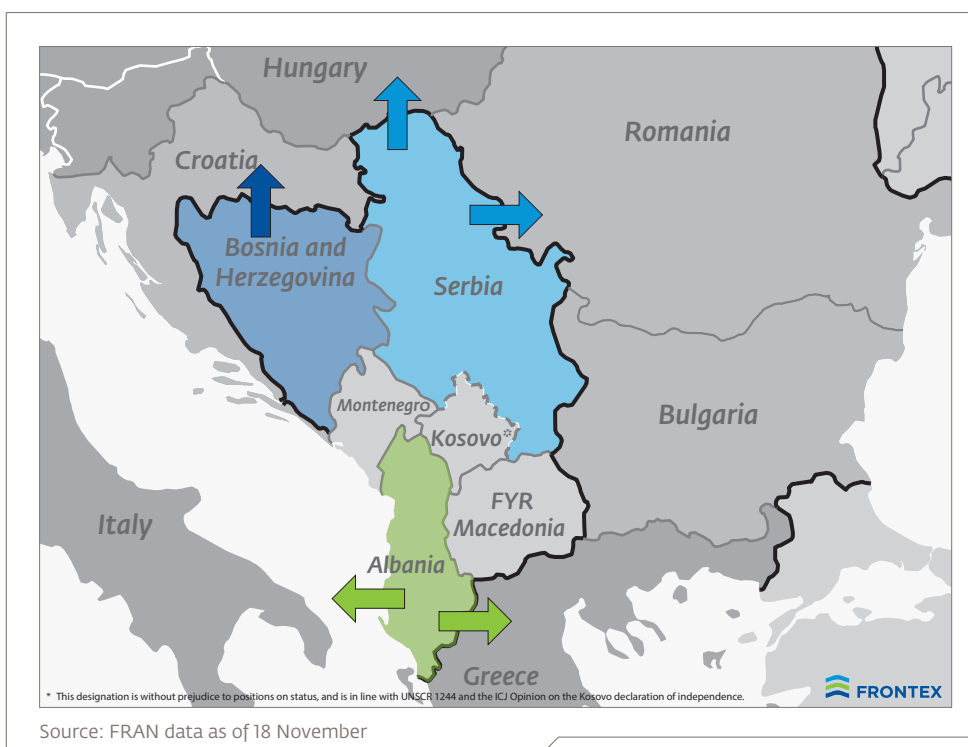 Hungary
Romania
Croatia
Bosnia and
Herzegovina
Serbia
Montenegro
Kosovo*
Bulgaria
FYR
Macedonia
Italy
Albania
Greece
* This designation is without prejudice to positions on status, and is in line with UNSCR 1244 and the ICJ Opinion on the Kosovo declaration of independence.
FRONTEX
Source: FRAN data as of 18 November